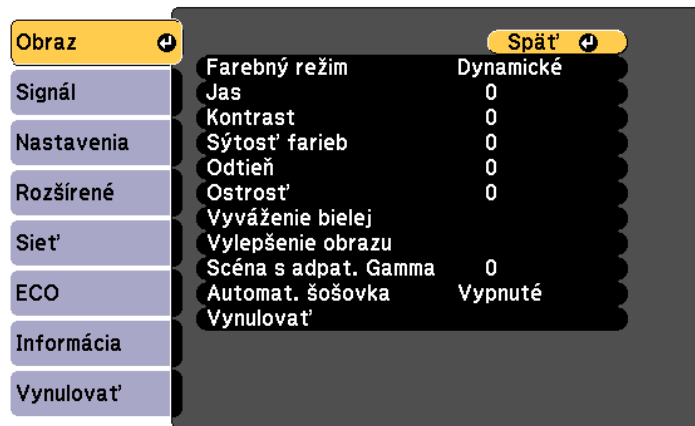 Obraz
Signál
Nastavenia
Rozšírené
Sieť
ECO
Informácia
Vynulovať
Späť
Farebný režim Dynamické
Jas 0
Kontrast 0
Sýtosť farieb 0
Odtieň 0
Ostrosť 0
Vyváženie bielej
Vylepšenie obrazu
Scéna s adpat. Gamma 0
Automat. šošovka Vypnuté
Vynulovať